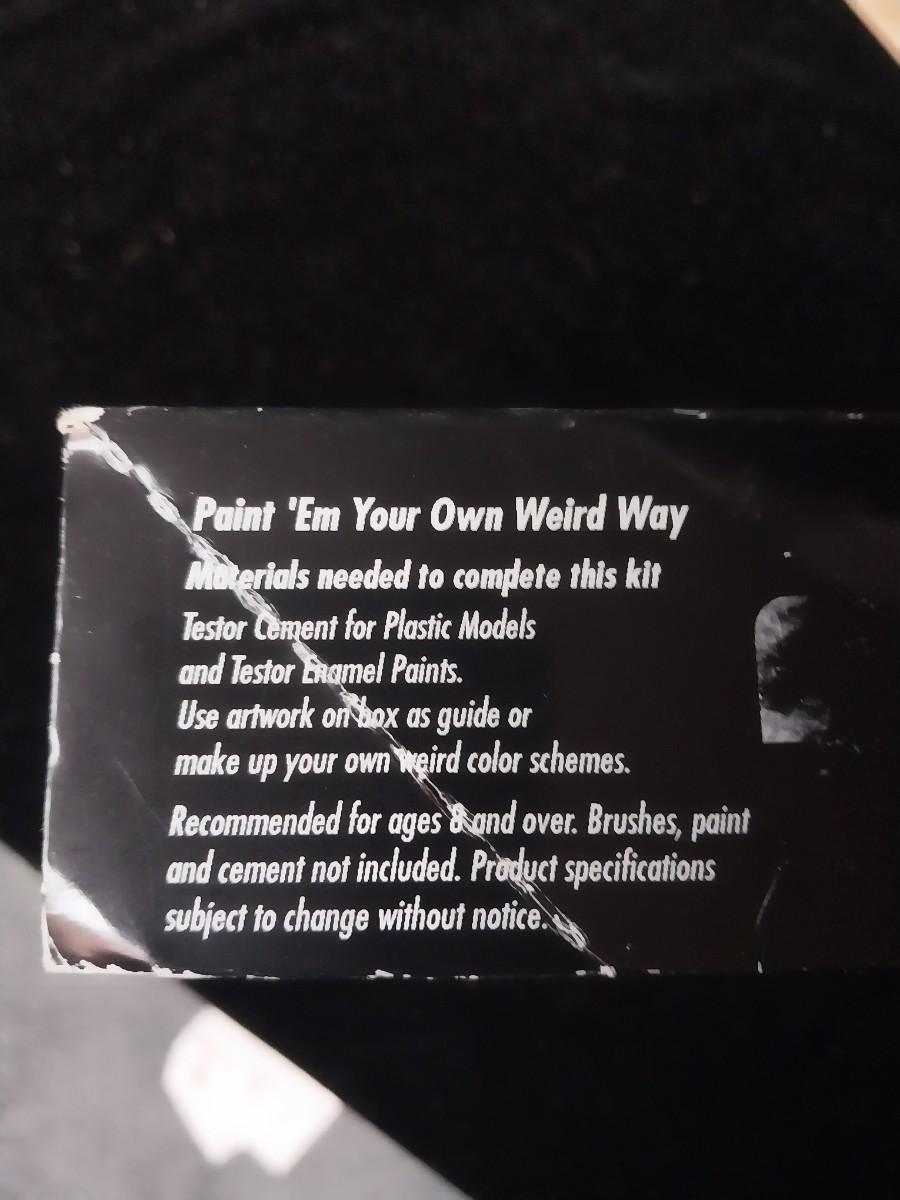 Paint 'Em Your Own Weird Way
Materials needed to complete this kit
Testor Cement for Plastic Models
and Testor Enamel Paints.
Use artwork on box as guide or
make up your own weird color schemes.
Recommended for ages 8 and over. Brushes, paint
and cement not included. Product specifications
subject to change without notice.